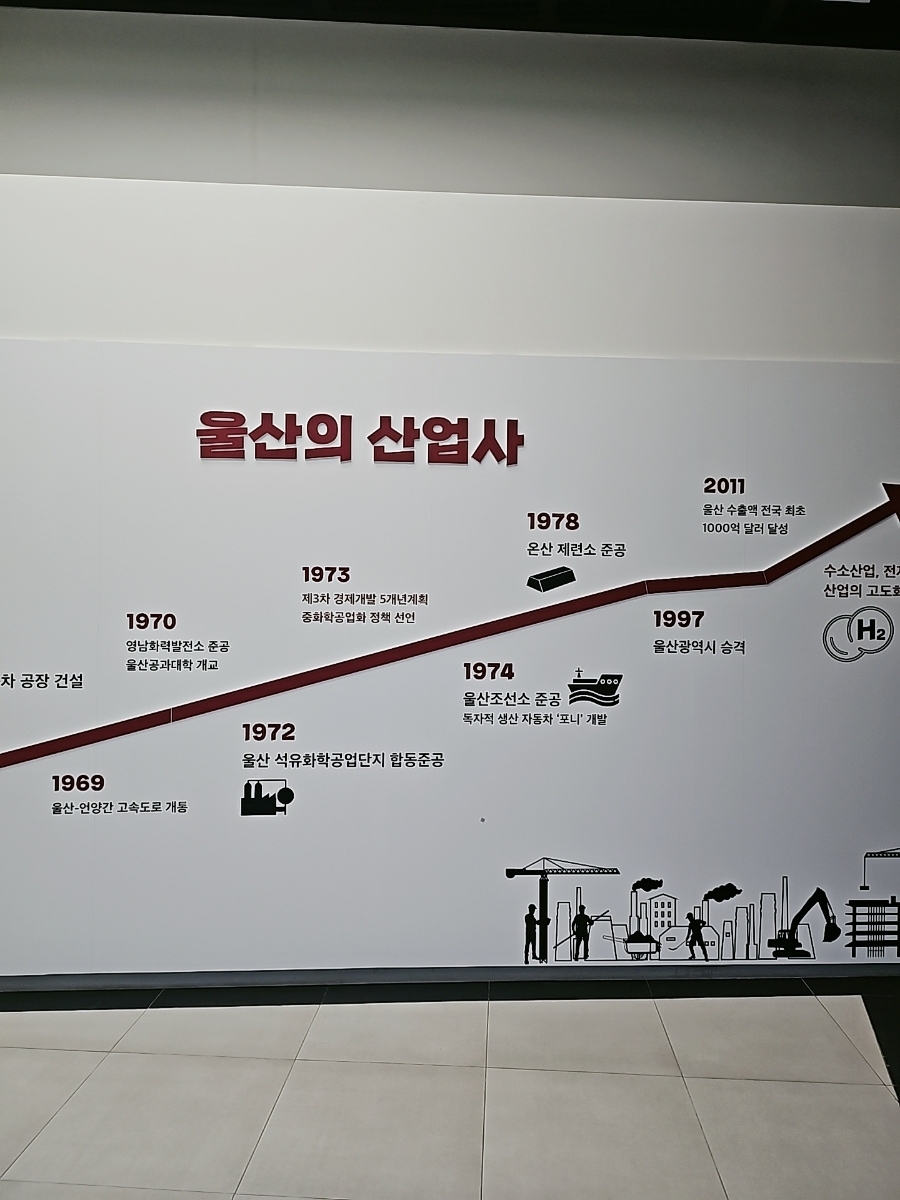 울산의 산업사
차 공장 건설
1969
울산-언양간 고속도로 개통
1970
영남화력발전소 준공
울산공과대학 개교
1972
울산 석유화학공업단지 합동준공
1973
제3차 경제개발 5개년계획
중화학공업화 정책 선언
1974
울산조선소 준공
독자적 생산 자동차 '포니' 개발
1978
온산 제련소 준공
1997
울산광역시 승격
2011
울산 수출액 전국 최초
1000억 달러 달성
수소산업,
산업의
H₂